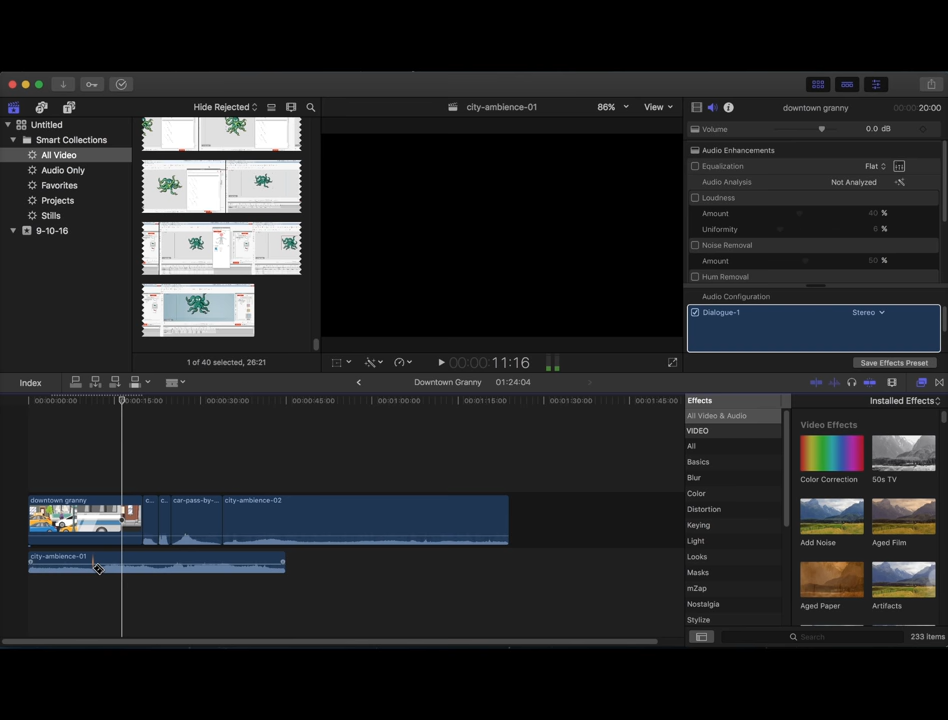 Hide Rejected
city-ambience-01
86%
View
downtown granny
00:00:20:00
Untitled
Smart Collections
All Video
Audio Only
Favorites
Projects
Stills
9-10-16
1 of 40 selected, 26:21
00:00:11:16
Volume
0.0 dB
Audio Enhancements
Equalization
Flat
Audio Analysis
Not Analyzed
Loudness
Amount
40 %
Uniformity
6 %
Noise Removal
Amount
50 %
Hum Removal
Audio Configuration
Dialogue-1
Stereo
Save Effects Preset
Index
Downtown Granny
01:24:04
00:00:00:00
00:00:15:00
00:00:30:00
00:00:45:00
00:01:00:00
00:01:15:00
00:01:30:00
00:01:45:00
downtown granny
c...
c..
car-pass-by-...
city-ambience-02
city-ambience-01
Effects
Installed Effects
All Video & Audio
VIDEO
All
Basics
Blur
Color
Distortion
Keying
Light
Looks
Masks
mZap
Nostalgia
Stylize
Video Effects
Color Correction
50s TV
Add Noise
Aged Film
Aged Paper
Artifacts
Search
233 items